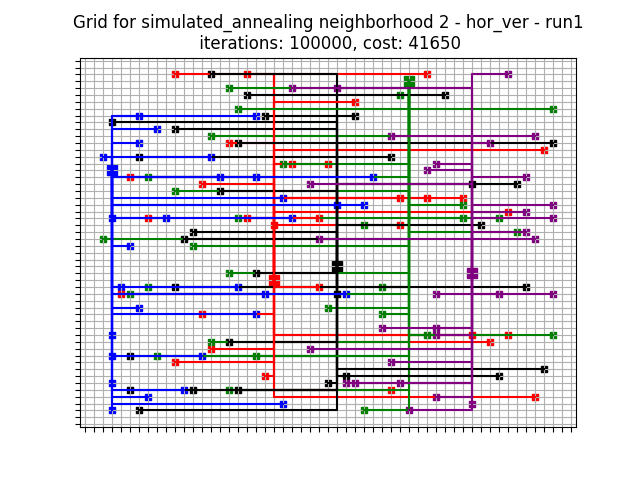 Grid for simulated_annealing neighborhood 2 - hor_ver - run1
iterations: 100000, cost: 41650